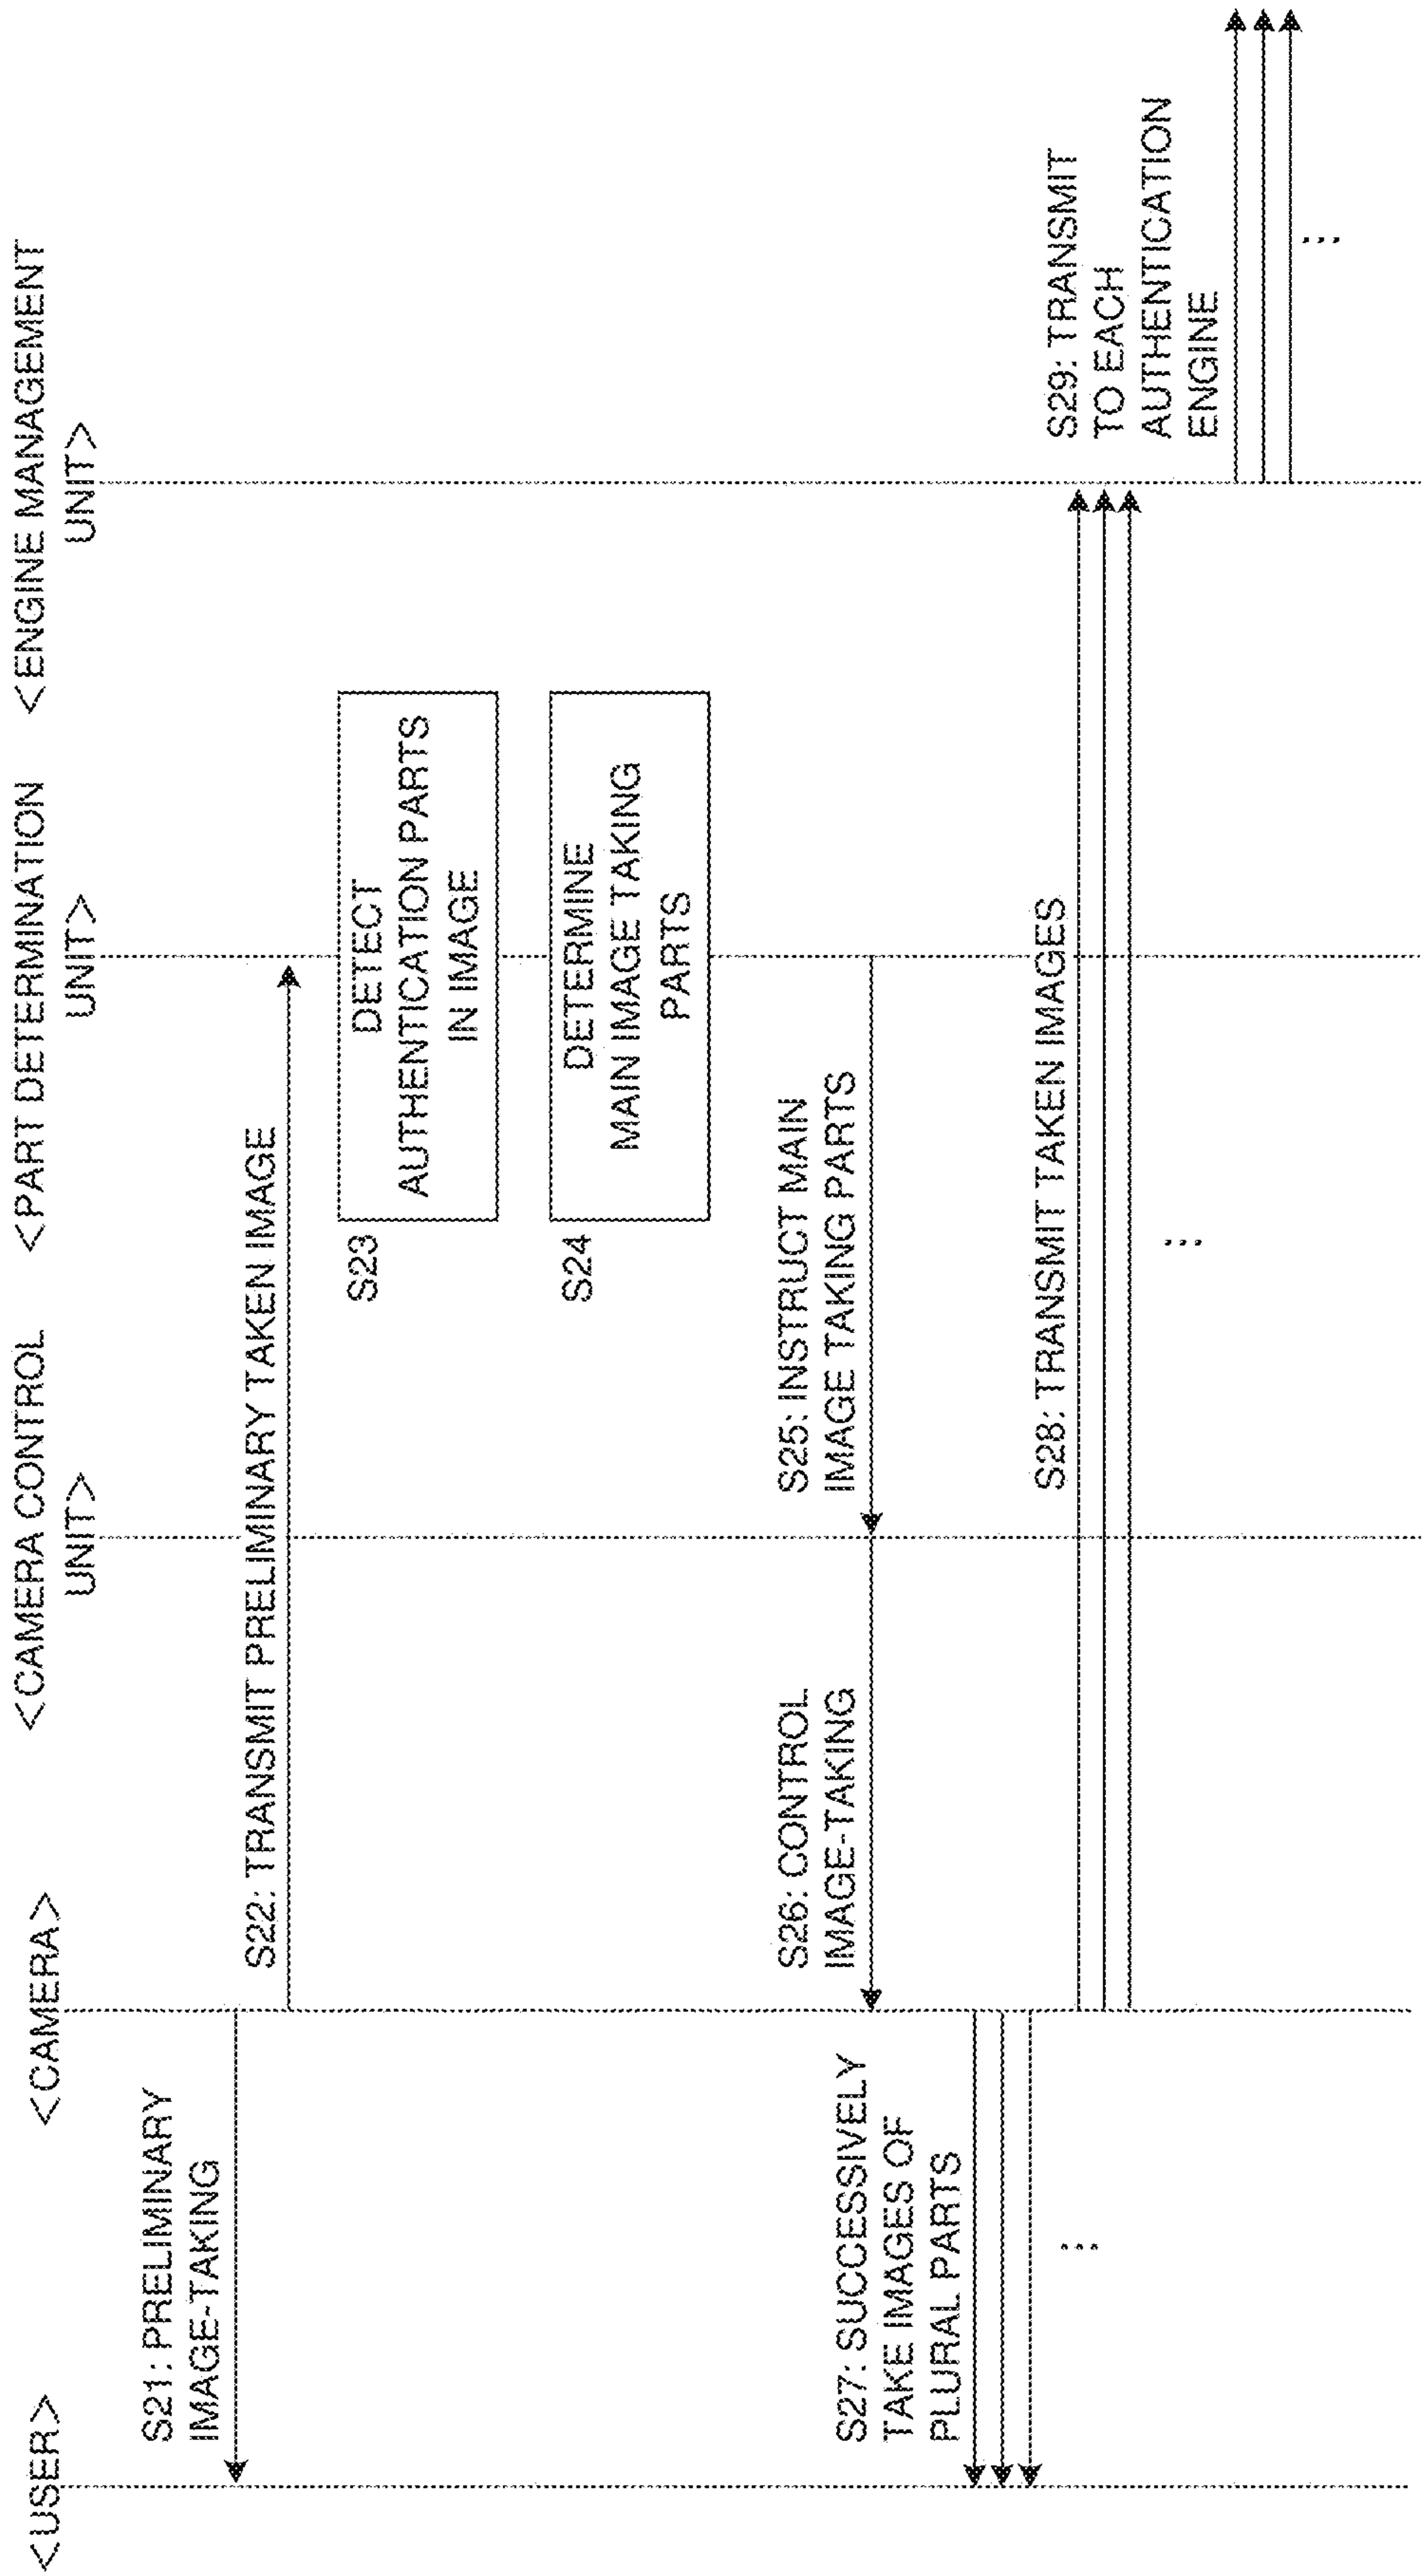 <USER>
<CAMERA>
<CAMERA CONTROL
UNIT>
<PART DETERMINATION
UNIT>
<ENGINE MANAGEMENT
UNIT>
S21: PRELIMINARY
IMAGE-TAKING
S22: TRANSMIT PRELIMINARY TAKEN IMAGE
S23
DETECT
AUTHENTICATION PARTS
IN IMAGE
S24
DETERMINE
MAIN IMAGE TAKING
PARTS
S25: INSTRUCT MAIN
IMAGE TAKING PARTS
S26: CONTROL
IMAGE-TAKING
S27: SUCCESSIVELY
TAKE IMAGES OF
PLURAL PARTS
...
S28: TRANSMIT TAKEN IMAGES
...
S29: TRANSMIT
TO EACH
AUTHENTICATION
ENGINE
...